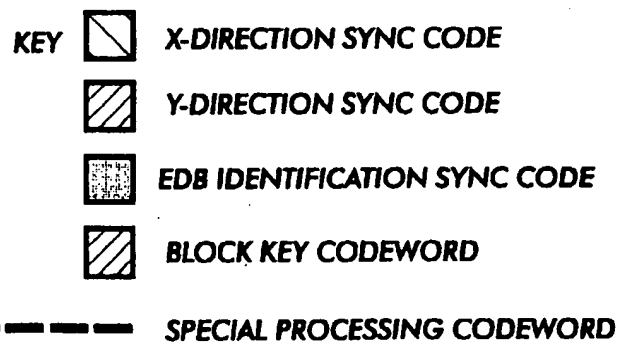 KEY X-DIRECTION SYNC CODE
Y-DIRECTION SYNC CODE
EDB IDENTIFICATION SYNC CODE
BLOCK KEY CODEWORD
SPECIAL PROCESSING CODEWORD